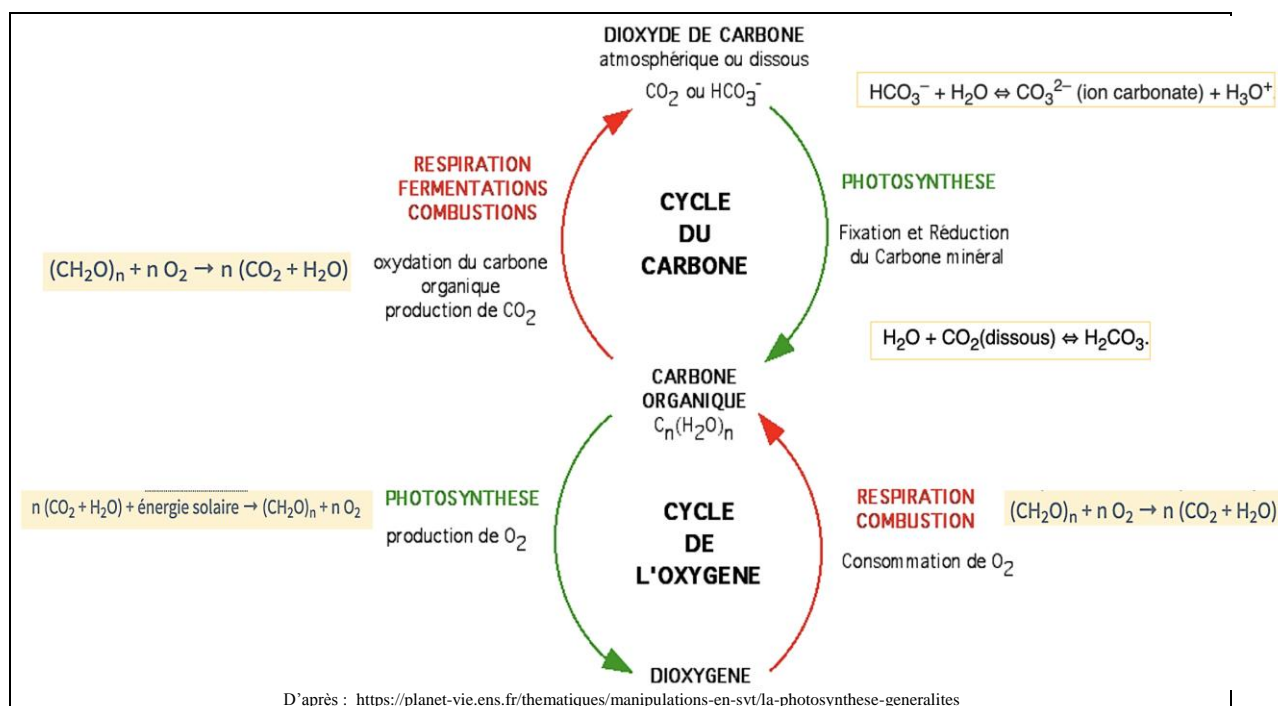 DIOXYDE DE CARBONE
atmosphérique ou dissous
CO₂ ou HCO₃⁻
HCO₃⁻ + H₂O ⇔ CO₃²⁻ (ion carbonate) + H₃O⁺.
RESPIRATION
FERMENTATIONS
COMBUSTIONS
oxydation du carbone
organique
production de CO₂
(CH₂O)ₙ + n O₂ → n (CO₂ + H₂O)
CYCLE
DU
CARBONE
PHOTOSYNTHESE
Fixation et Réduction
du Carbone minéral
H₂O + CO₂(dissous) ⇔ H₂CO₃.
CARBONE
ORGANIQUE
Cₙ(H₂O)ₙ
n (CO₂ + H₂O) + énergie solaire → (CH₂O)ₙ + n O₂
PHOTOSYNTHESE
production de O₂
CYCLE
DE
L'OXYGENE
RESPIRATION
COMBUSTION
Consommation de O₂
(CH₂O)ₙ + n O₂ → n (CO₂ + H₂O)
DIOXYGENE
D'après : https://planet-vie.ens.fr/thematiques/manipulations-en-svt/la-photosynthese-generalites